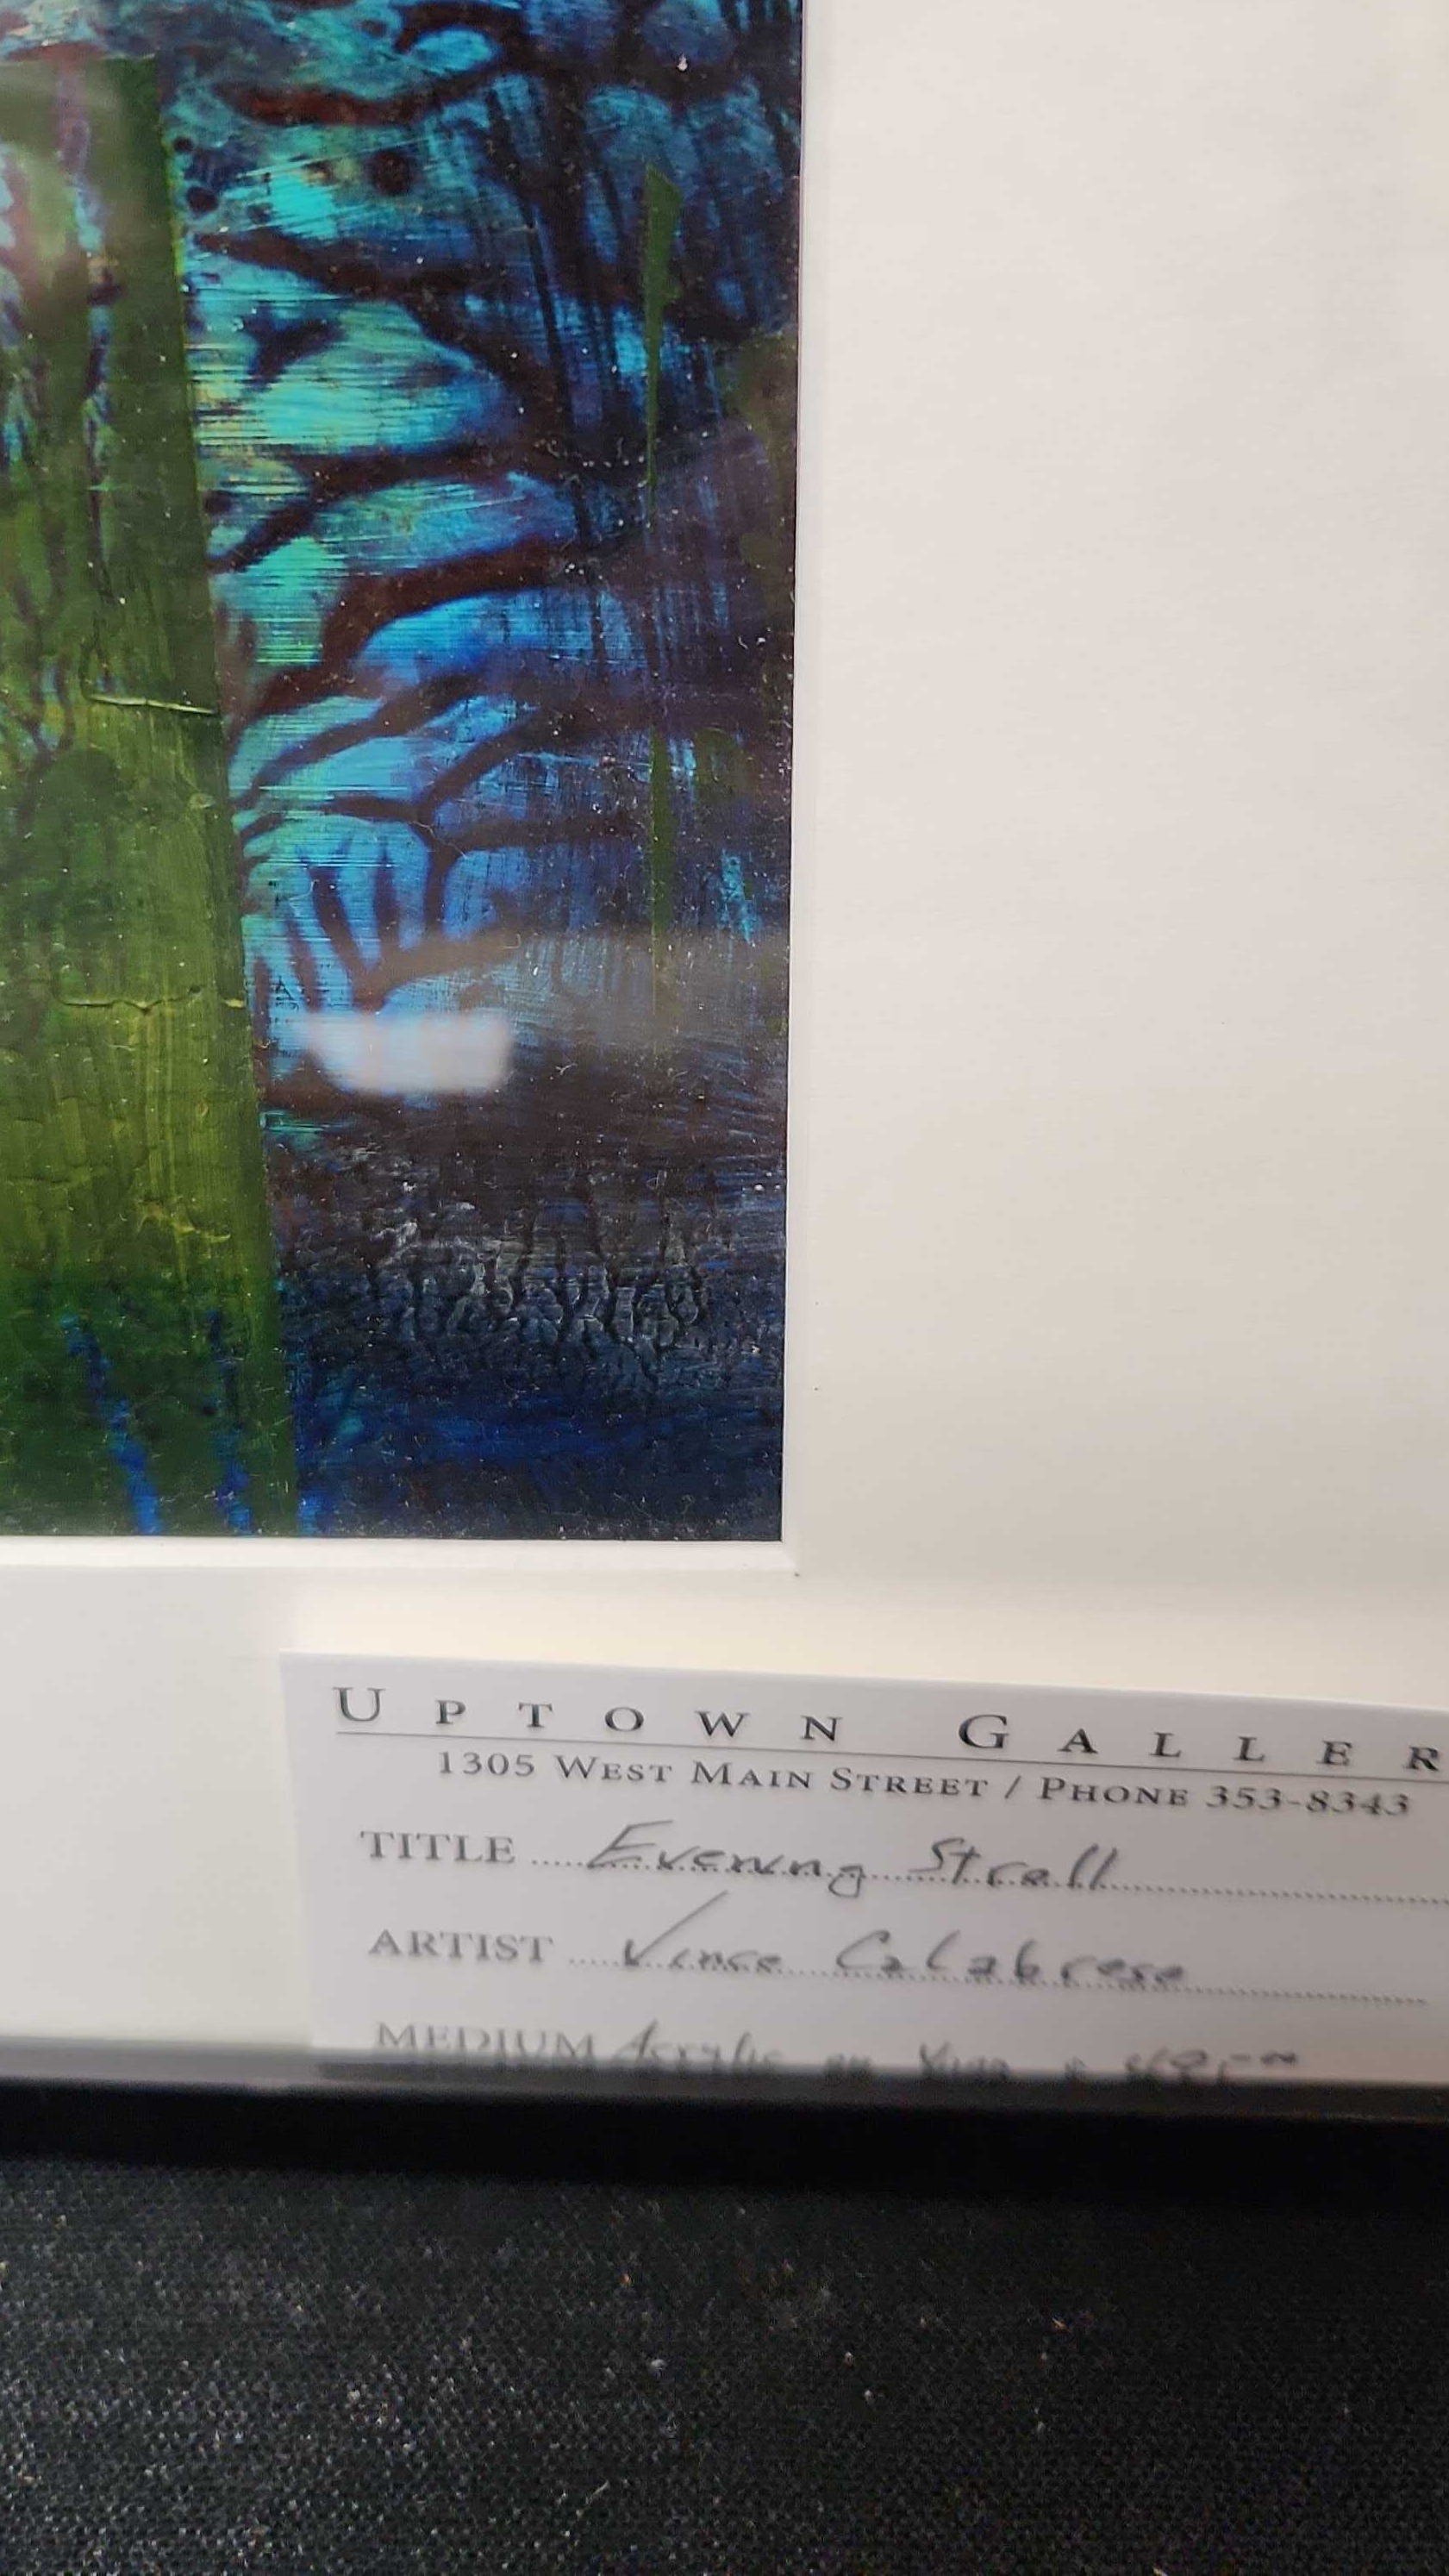 UPTOWN GALLER
1305 WEST MAIN STREET / PHONE 353-8343
TITLE ..... Evening Stroll
ARTIST .... Vince Calabrese
MEDIUM Acrylic on